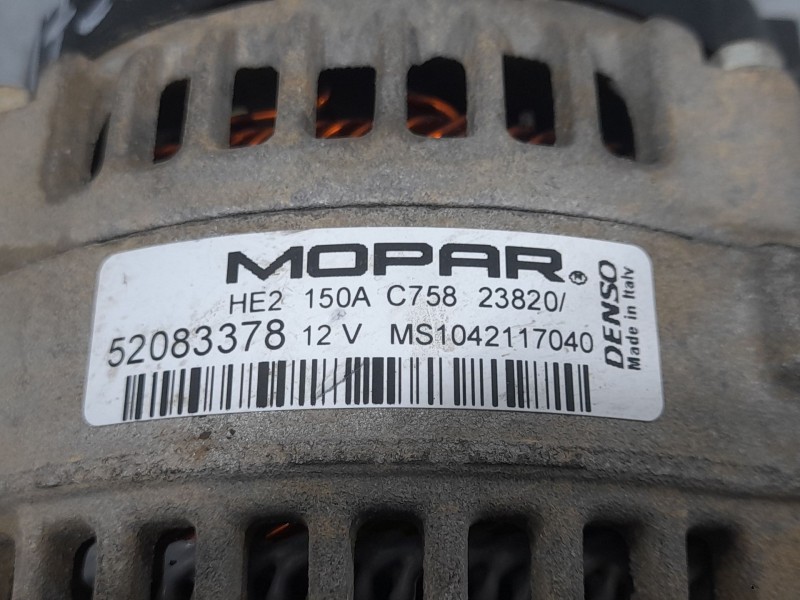 MOPAR®
HE2 150A C758 23820/
52083378 12 V MS1042117040
DENSO
Made in Italy